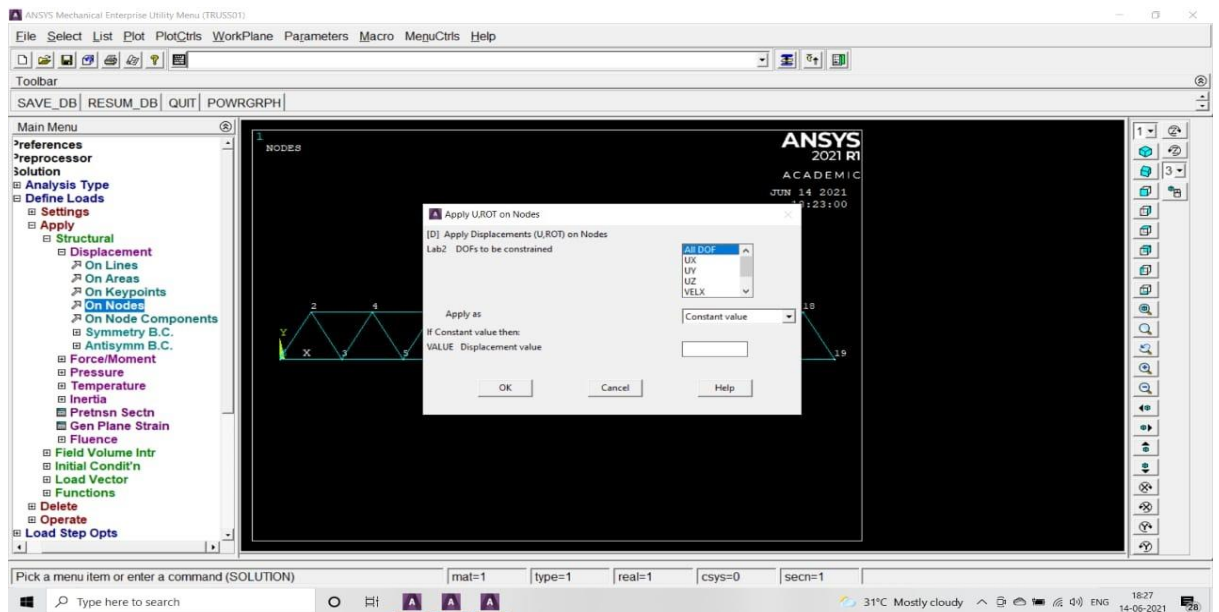 ANSYS Mechanical Enterprise Utility Menu (TRUSS01)
File Select List Plot PlotCtrls WorkPlane Parameters Macro MenuCtrls Help
Toolbar
SAVE_DB RESUM_DB QUIT POWRGRPH
Main Menu
Preferences
Preprocessor
Solution
Analysis Type
Define Loads
Settings
Apply
Structural
Displacement
On Lines
On Areas
On Keypoints
On Nodes
On Node Components
Symmetry B.C.
Antisymm B.C.
Force/Moment
Pressure
Temperature
Inertia
Pretnsn Sectn
Gen Plane Strain
Fluence
Field Volume Intr
Initial Condit'n
Load Vector
Functions
Delete
Operate
Load Step Opts
1
NODES
ANSYS
2021 R1
ACADEMIC
JUN 14 2021
:23:00
2 4 18
Y
X 3 5 19
Apply U,ROT on Nodes
[D] Apply Displacements (U,ROT) on Nodes
Lab2 DOFs to be constrained
All DOF
UX
UY
UZ
VELX
Apply as Constant value
If Constant value then:
VALUE Displacement value
OK Cancel Help
1
3
Pick a menu item or enter a command (SOLUTION) mat=1 type=1 real=1 csys=0 secn=1
Type here to search
31°C Mostly cloudy ENG 18:27
14-06-2021 28